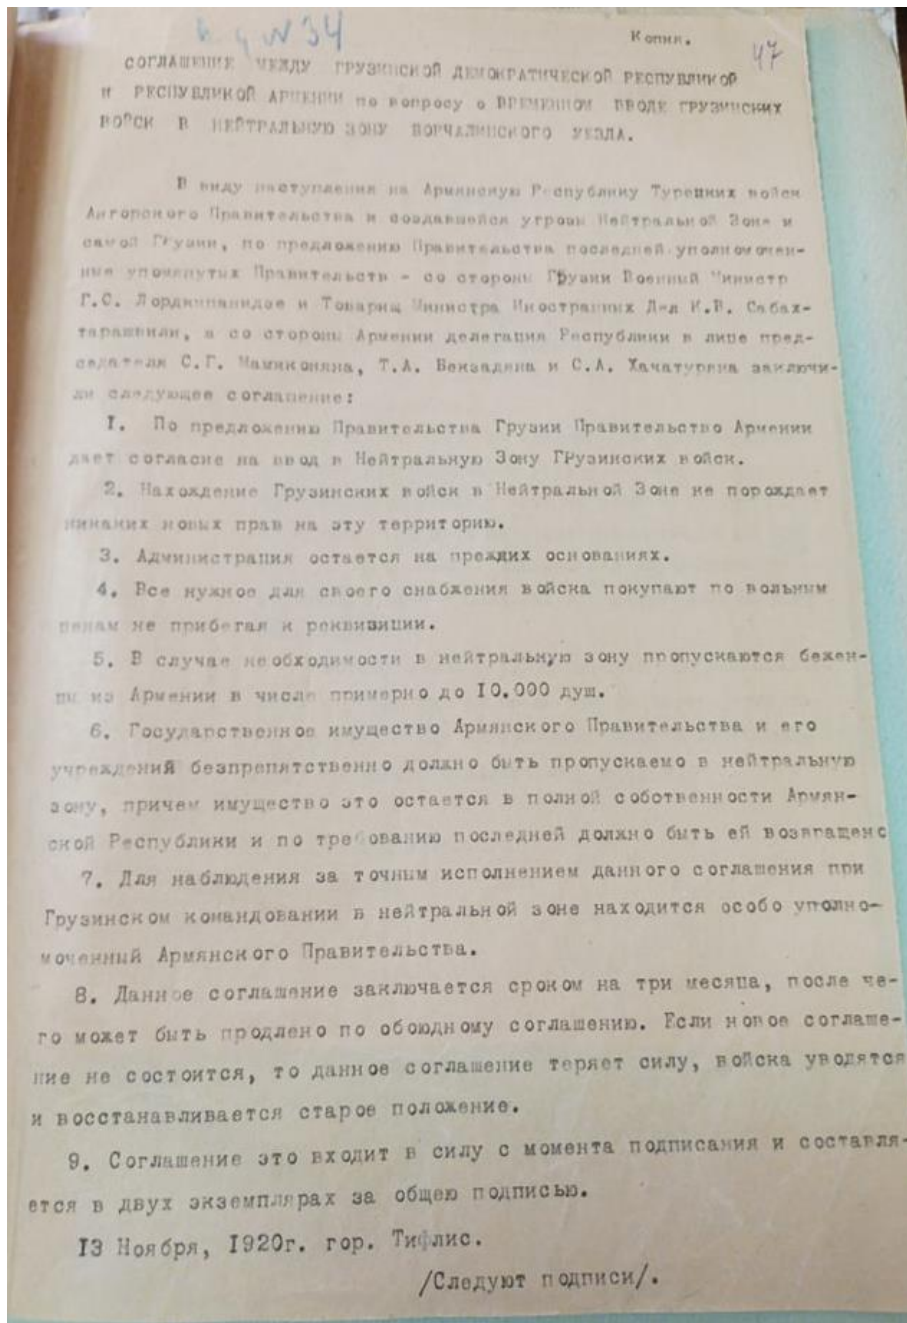 № 34
Копия.
47
СОГЛАШЕНИЕ МЕЖДУ ГРУЗИНСКОЙ ДЕМОКРАТИЧЕСКОЙ РЕСПУБЛИКОЙ
и РЕСПУБЛИКОЙ АРМЕНИИ по вопросу о ВРЕМЕННОМ ВВОДЕ ГРУЗИНСКИХ
ВОЙСК В НЕЙТРАЛЬНУЮ ЗОНУ БОРЧАЛИНСКОГО УЕЗДА.
В виду наступления на Армянскую Республику Турецких войск
Ангорского Правительства и создавшейся угрозы Нейтральной Зоне и
самой Грузии, по предложению Правительства последней уполномочен-
ные упомянутых Правительств - со стороны Грузии Военный Министр
Г.С. Лордкипанидзе и Товарищ Министра Иностранных Дел К.В. Сабах-
тарашвили, а со стороны Армении делегация Республики в лице пред-
седателя С.Г. Мамиконяна, Т.А. Бекзадяна и С.А. Хачатуряна заключи-
ли следующее соглашение:
I. По предложению Правительства Грузии Правительство Армении
дает согласие на ввод в Нейтральную Зону ГРузинских войск.
2. Нахождение Грузинских войск в Нейтральной Зоне не порождает
никаких новых прав на эту территорию.
3. Администрация остается на преждих основаниях.
4. Все нужное для своего снабжения войска покупают по вольным
ценам не прибегая к реквизиции.
5. В случае необходимости в нейтральную зону пропускаются бежен-
цы из Армении в числе примерно до I0.000 душ.
6. Государственное имущество Армянского Правительства и его
учреждений безпрепятственно должно быть пропускаемо в нейтральную
зону, причем имущество это остается в полной собственности Армян-
ской Республики и по требованию последней должно быть ей возвращенс
7. Для наблюдения за точным исполнением данного соглашения при
Грузинском командовании в нейтральной зоне находится особо уполно-
моченный Армянского Правительства.
8. Данное соглашение заключается сроком на три месяца, после че-
го может быть продлено по обоюдному соглашению. Если новое соглаше-
ние не состоится, то данное соглашение теряет силу, войска уводятся
и восстанавливается старое положение.
9. Соглашение это входит в силу с момента подписания и составля-
ется в двух экземплярах за общею подписью.
I3 Ноября, I920г. гор. Тифлис.
/Следуют подписи/.